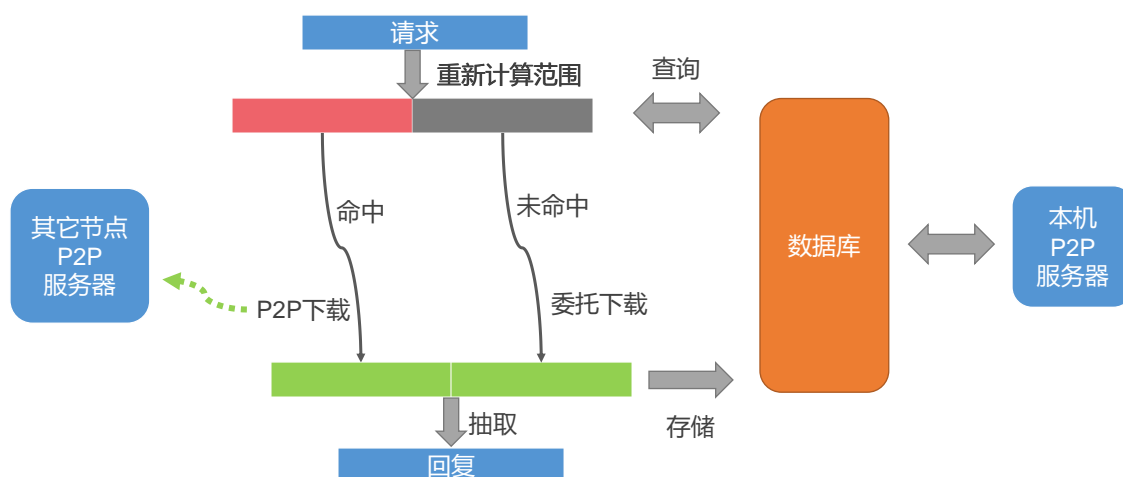 请求
重新计算范围
查询
命中
未命中
其它节点
P2P
服务器
数据库
本机
P2P
服务器
P2P下载
委托下载
抽取
存储
回复